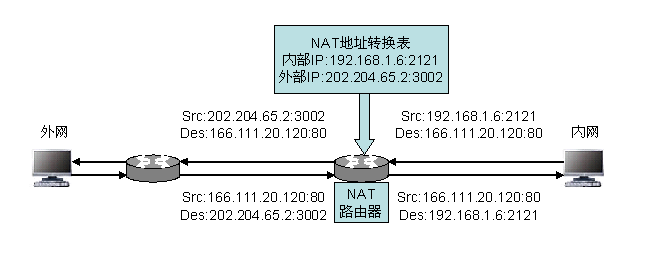 NAT地址转换表
内部IP:192.168.1.6:2121
外部IP:202.204.65.2:3002
Src:202.204.65.2:3002
Des:166.111.20.120:80
Src:192.168.1.6:2121
Des:166.111.20.120:80
外网
内网
Src:166.111.20.120:80
Des:202.204.65.2:3002
NAT
路由器
Src:166.111.20.120:80
Des:192.168.1.6:2121